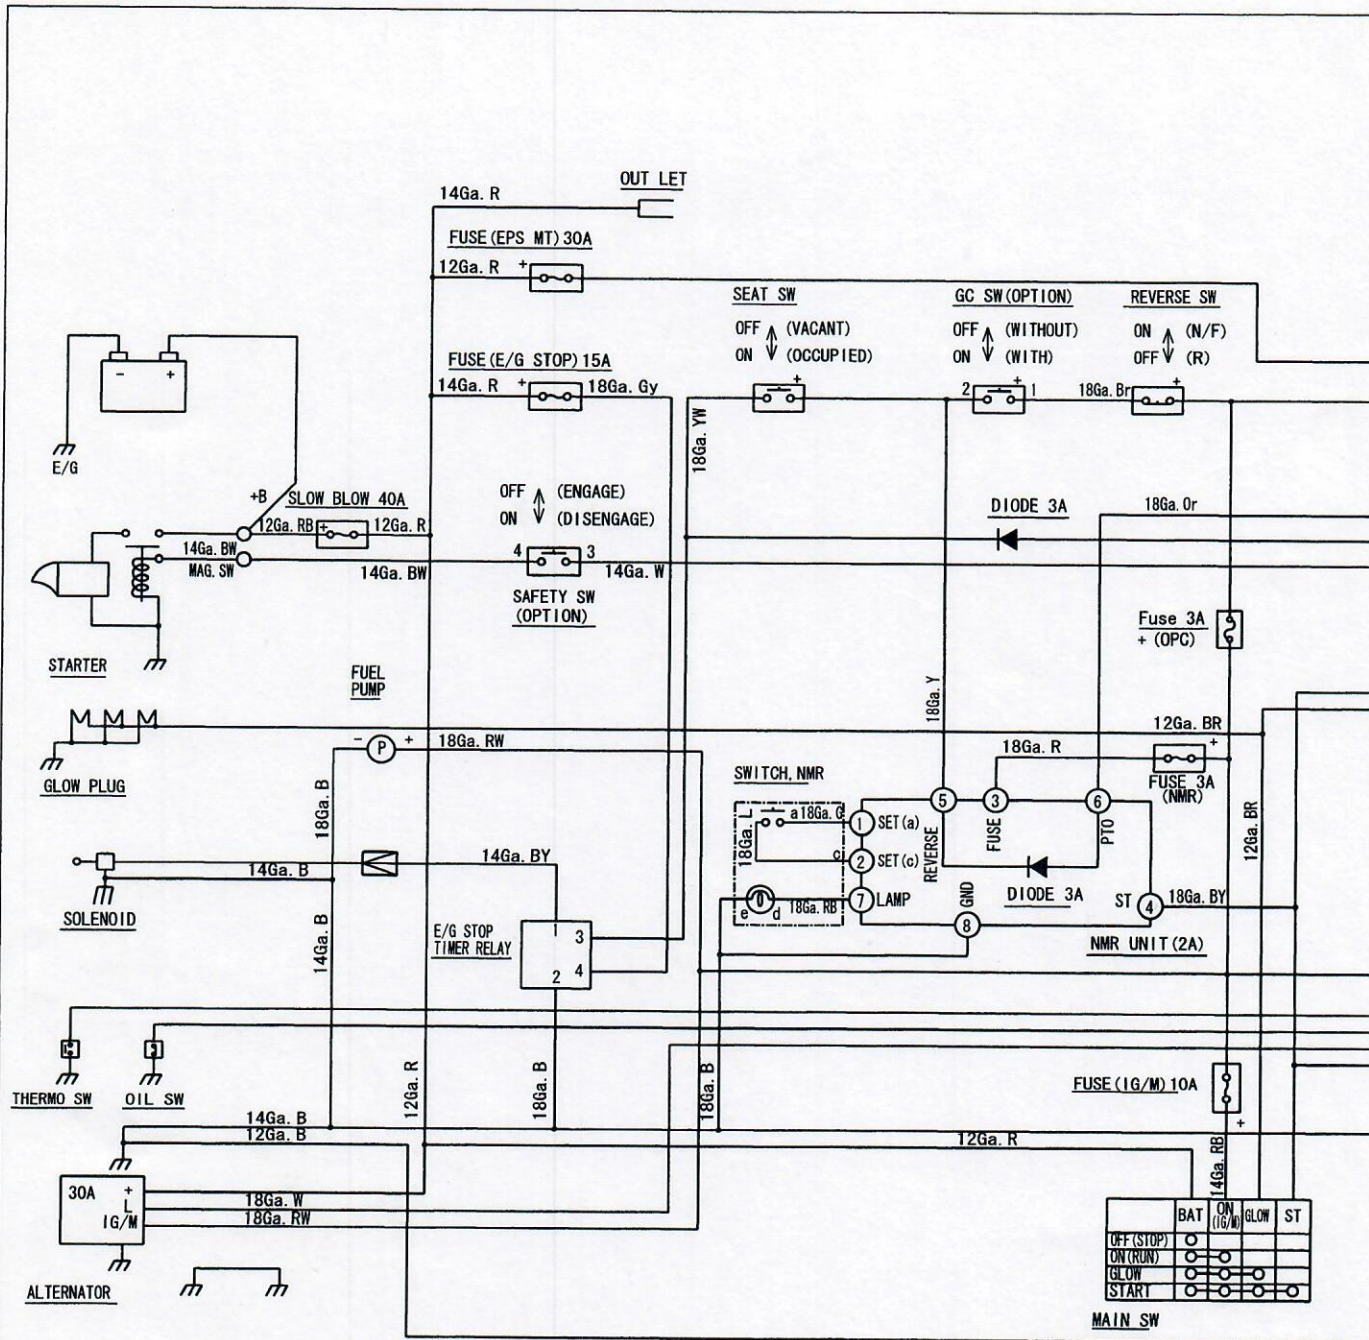 OUT LET
14Ga. R
FUSE(EPS MT)30A
12Ga. R +
SEAT SW
GC SW(OPTION)
REVERSE SW
OFF (VACANT)
ON (OCCUPIED)
OFF (WITHOUT)
ON (WITH)
ON (N/F)
OFF (R)
- +
FUSE(E/G STOP)15A
14Ga. R + 18Ga. Gy
+
2 + 1
18Ga. Br +
18Ga. YW
E/G
+B
SLOW BLOW 40A
12Ga. RB + 12Ga. R
OFF (ENGAGE)
ON (DISENGAGE)
DIODE 3A
18Ga. Or
14Ga. BW
MAG. SW
14Ga. BW
4 3
14Ga. W
SAFETY SW
(OPTION)
Fuse 3A
+ (OPC)
STARTER
FUEL
PUMP
18Ga. Y
- P +
18Ga. RW
12Ga. BR
18Ga. R
+
FUSE 3A
(NMR)
GLOW PLUG
18Ga. B
SWITCH, NMR
18Ga. L
a 18Ga. G
c
1 SET(a)
2 SET(c)
7 LAMP
5 REVERSE
3 FUSE
6 PTO
12Ga. BR
14Ga. B
14Ga. BY
DIODE 3A
GND
8
ST 4
18Ga. BY
e d 18Ga. RB
SOLENOID
14Ga. B
E/G STOP
TIMER RELAY
1
3
2
4
NMR UNIT(2A)
THERMO SW
OIL SW
12Ga. R
18Ga. B
18Ga. B
FUSE(IG/M)10A
+
14Ga. B
12Ga. B
12Ga. R
14Ga. RB
30A +
L
IG/M
18Ga. W
18Ga. RW
ALTERNATOR
BAT ON (IG/M) GLOW ST
OFF(STOP)
ON(RUN)
GLOW
START
MAIN SW